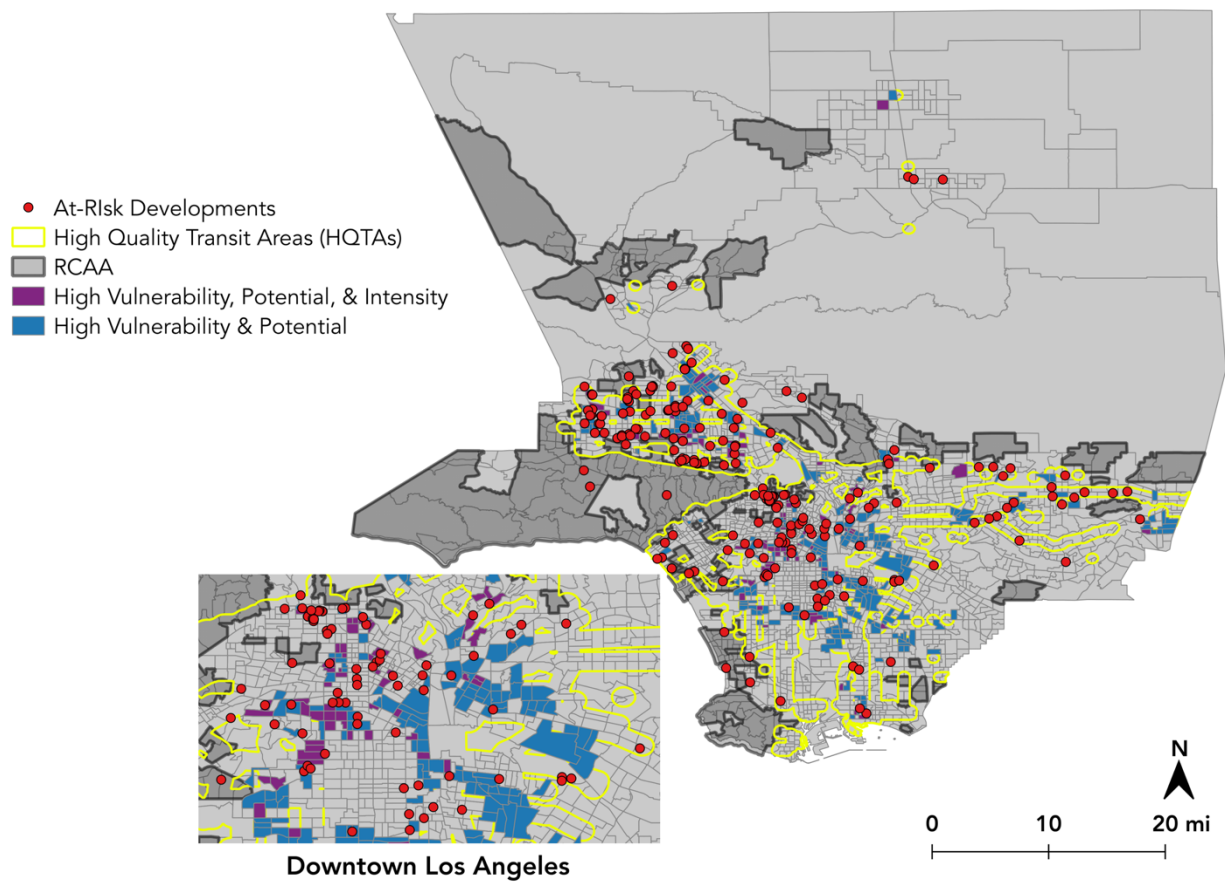 At-RIsk Developments
High Quality Transit Areas (HQTAs)
RCAA
High Vulnerability, Potential, & Intensity
High Vulnerability & Potential
N
0 10 20 mi
Downtown Los Angeles